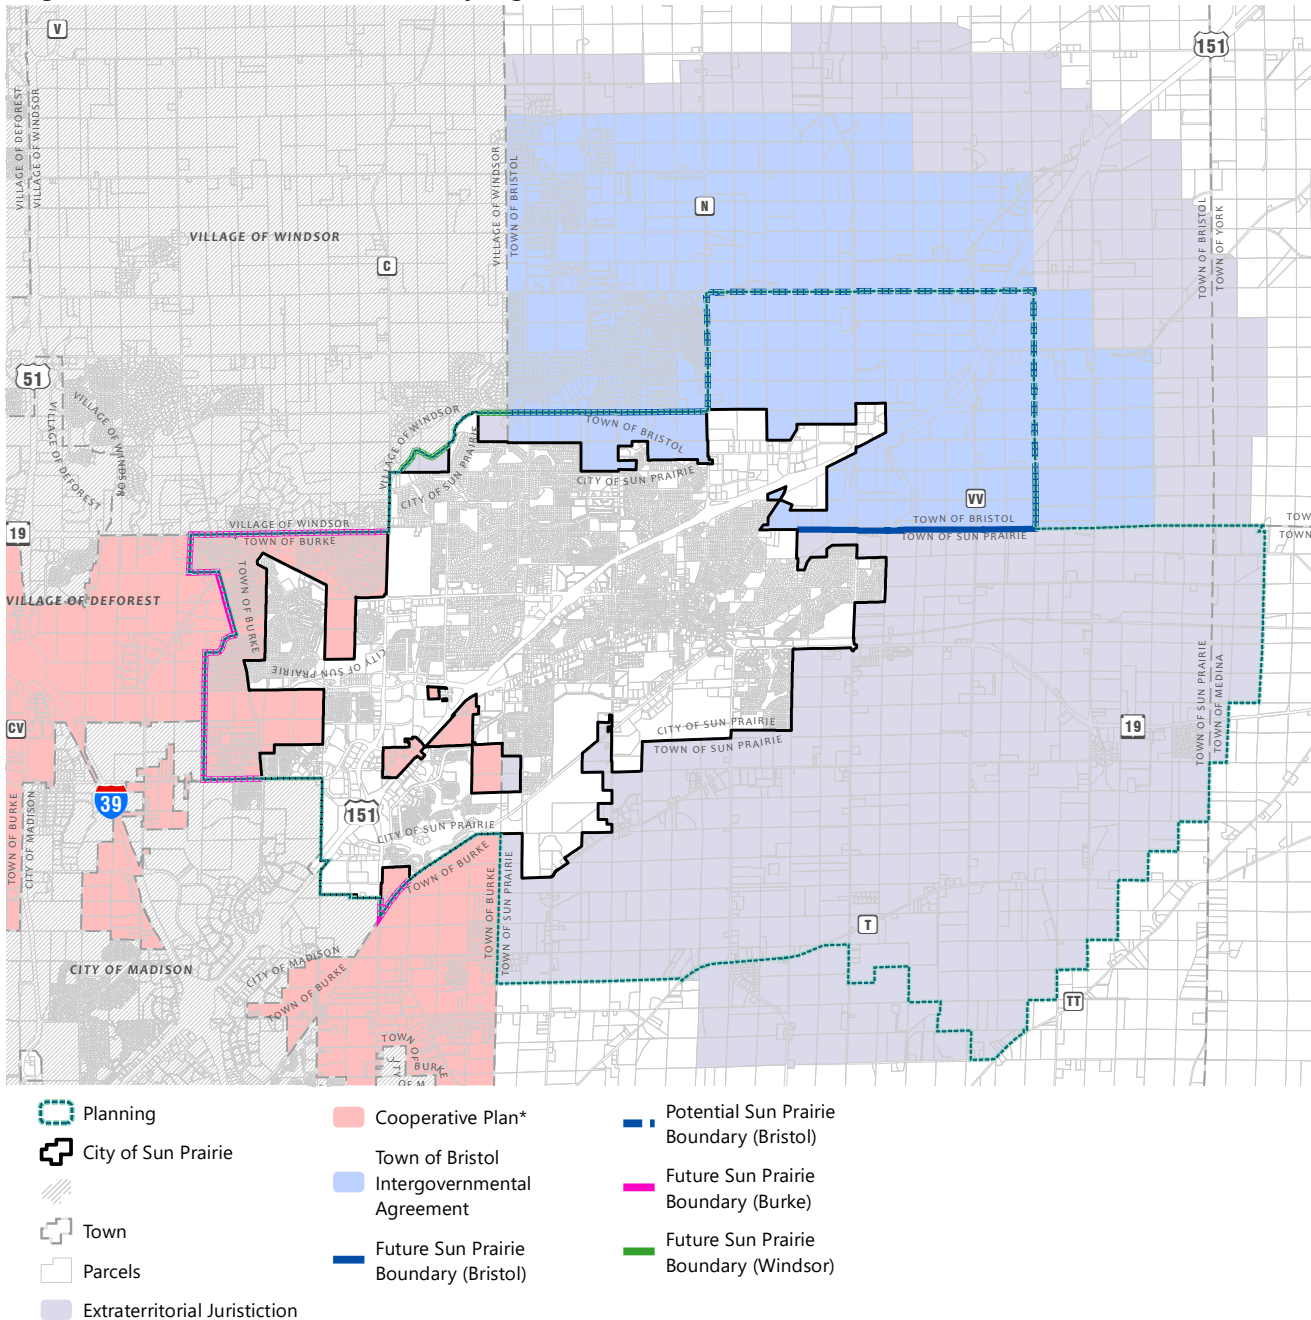 V
151
VILLAGE OF DEFOREST
VILLAGE OF WINDSOR
VILLAGE OF WINDSOR
TOWN OF BRISTOL
N
TOWN OF BRISTOL
TOWN OF YORK
VILLAGE OF WINDSOR
C
51
VILLAGE OF WINDSOR
VILLAGE OF DEFOREST
VILLAGE OF WINDSOR
CITY OF SUN PRAIRIE
TOWN OF BRISTOL
CITY OF SUN PRAIRIE
VV
19
VILLAGE OF WINDSOR
TOWN OF BURKE
TOWN OF BRISTOL
TOWN OF SUN PRAIRIE
TOW
TOWN
VILLAGE OF DEFOREST
TOWN OF BURKE
CITY OF SUN PRAIRIE
TOWN OF SUN PRAIRIE
TOWN OF MEDINA
CV
CITY OF SUN PRAIRIE
TOWN OF SUN PRAIRIE
19
39
151
TOWN OF BURKE
CITY OF MADISON
CITY OF SUN PRAIRIE
TOWN OF BURKE
TOWN OF BURKE
TOWN OF SUN PRAIRIE
T
CITY OF MADISON
CITY OF MADISON
TOWN OF BURKE
TT
TOWN OF BURKE
CITY OF M
Planning
City of Sun Prairie
Town
Parcels
Extraterritorial Juristiction
Cooperative Plan*
Town of Bristol
Intergovernmental
Agreement
Future Sun Prairie
Boundary (Bristol)
Potential Sun Prairie
Boundary (Bristol)
Future Sun Prairie
Boundary (Burke)
Future Sun Prairie
Boundary (Windsor)